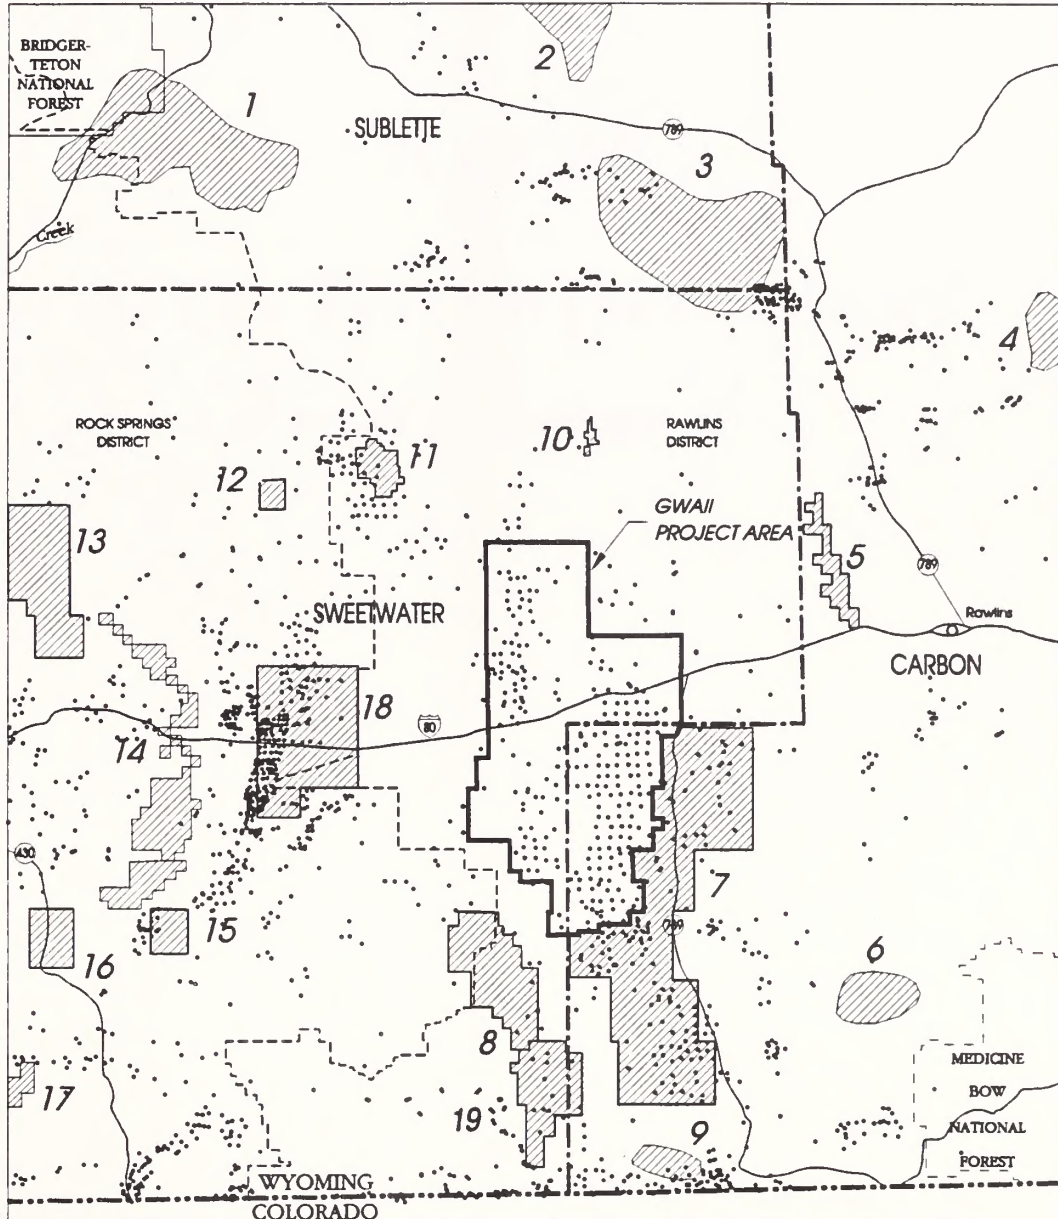 BRIDGER-
TETON
NATIONAL
FOREST
2
1
SUBLETTE
789
3
Creek
4
ROCK SPRINGS
DISTRICT
11
10
RAWLINS
DISTRICT
12
GWAII
PROJECT AREA
13
5
789
SWEETWATER
Rawlins
CARBON
18
80
14
430
7
15
789
16
6
8
MEDICINE
BOW
NATIONAL
FOREST
17
19
9
WYOMING
COLORADO